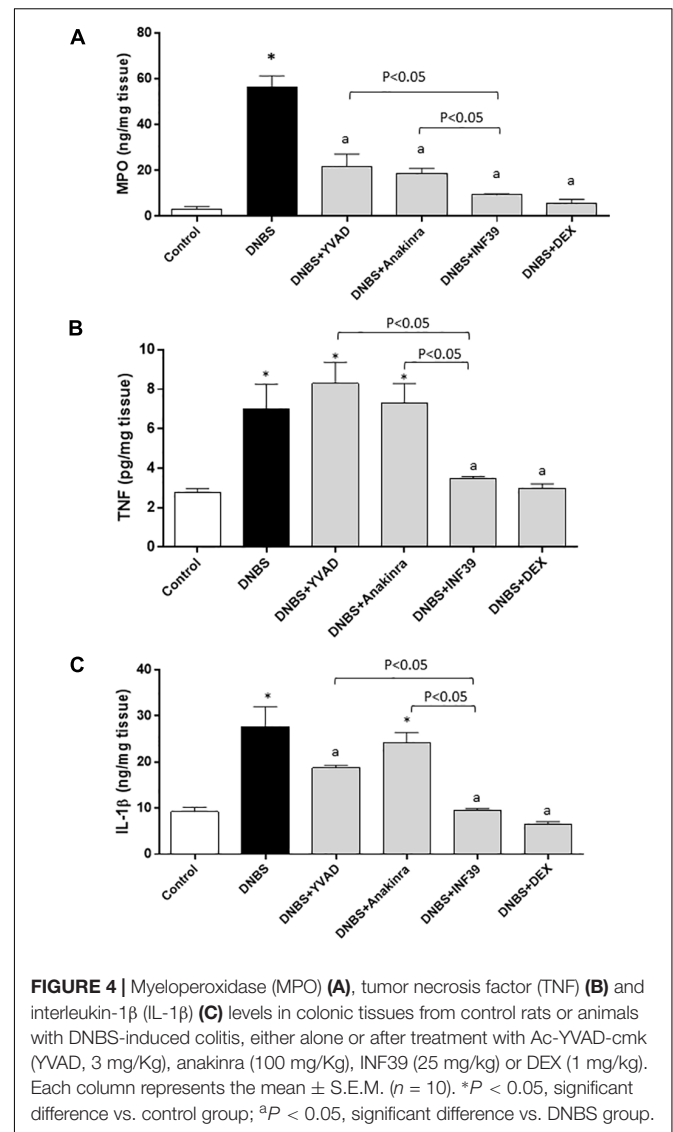 A
80
60
40
20
0
MPO (ng/mg tissue)
*
a
a
a
a
P<0.05
P<0.05
Control
DNBS
DNBS+YVAD
DNBS+Anakinra
DNBS+INF39
DNBS+DEX
B
10
8
6
4
2
0
TNF (pg/mg tissue)
*
*
*
a
a
P<0.05
P<0.05
Control
DNBS
DNBS+YVAD
DNBS+Anakinra
DNBS+INF39
DNBS+DEX
C
40
30
20
10
0
IL-1β (ng/mg tissue)
*
a
*
a
a
P<0.05
P<0.05
Control
DNBS
DNBS+YVAD
DNBS+Anakinra
DNBS+INF39
DNBS+DEX
FIGURE 4 | Myeloperoxidase (MPO) (A), tumor necrosis factor (TNF) (B) and
interleukin-1β (IL-1β) (C) levels in colonic tissues from control rats or animals
with DNBS-induced colitis, either alone or after treatment with Ac-YVAD-cmk
(YVAD, 3 mg/Kg), anakinra (100 mg/Kg), INF39 (25 mg/kg) or DEX (1 mg/kg).
Each column represents the mean ± S.E.M. (n = 10). *P < 0.05, significant
difference vs. control group; aP < 0.05, significant difference vs. DNBS group.